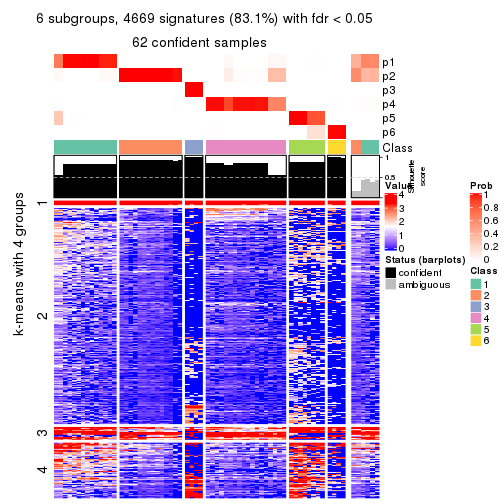 6 subgroups, 4669 signatures (83.1%) with fdr < 0.05
62 confident samples
p1
p2
p3
p4
p5
p6
Class
1
0.5
0
Silhouette
score
k-means with 4 groups
1
2
3
4
Value
4
3
2
1
0
Status (barplots)
confident
ambiguous
Prob
1
0.8
0.6
0.4
0.2
0
Class
1
2
3
4
5
6